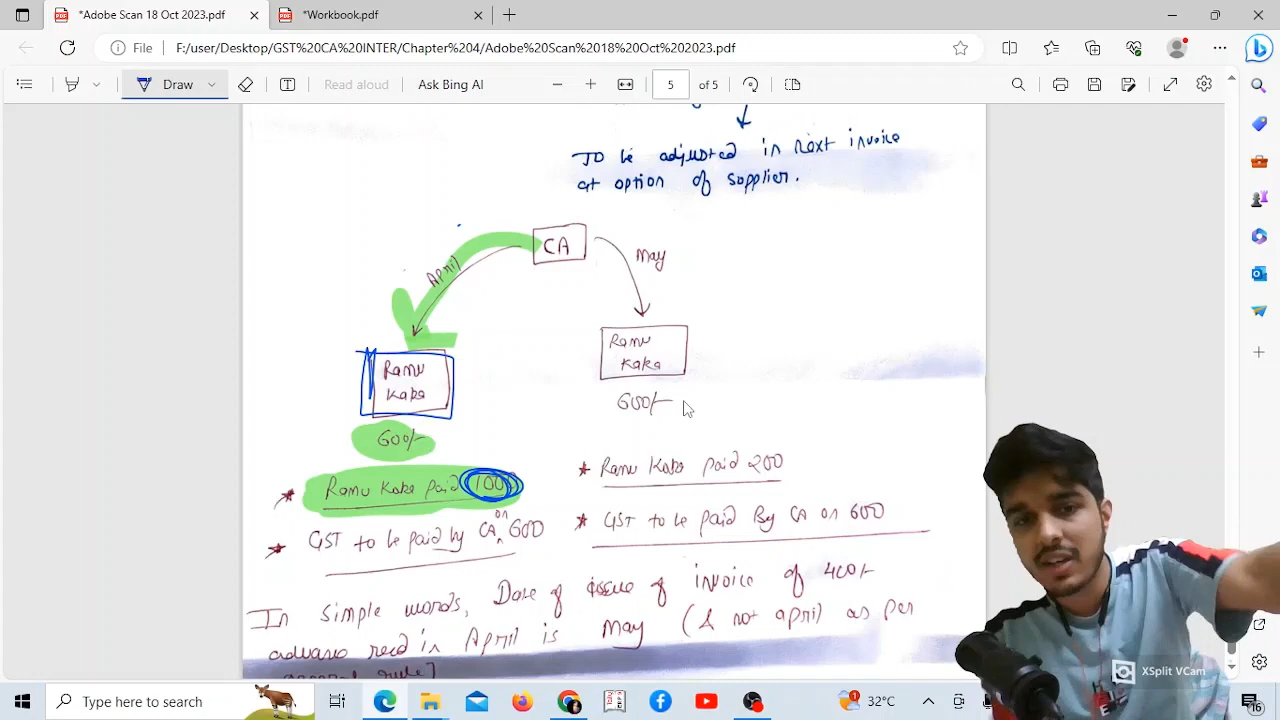 *Adobe Scan 18 Oct 2023.pdf
*Workbook.pdf
File
F:/user/Desktop/GST%20CA%20INTER/Chapter%204/Adobe%20Scan%2018%20Oct%202023.pdf
Draw
Read aloud
Ask Bing AI
5
of 5
To be adjusted in next invoice
at option of supplier.
CA
April
May
Ramu
Kaka
Ramu
Kaka
600/-
600/-
* Ramu Kaka paid 1000
* Ramu Kaka paid 200
* GST to be paid by CA on 600
* GST to be paid By CA on 600
In simple words, Date of issue of invoice of 400/-
advance recd in April is May (& not april as per
general rule]
XSplit VCam
Type here to search
32°C
16